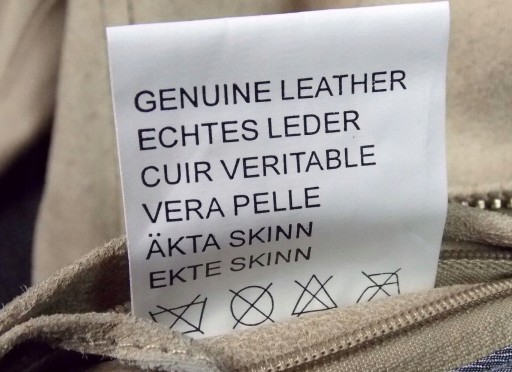 GENUINE LEATHER
ECHTES LEDER
CUIR VERITABLE
VERA PELLE
ÄKTA SKINN
EKTE SKINN